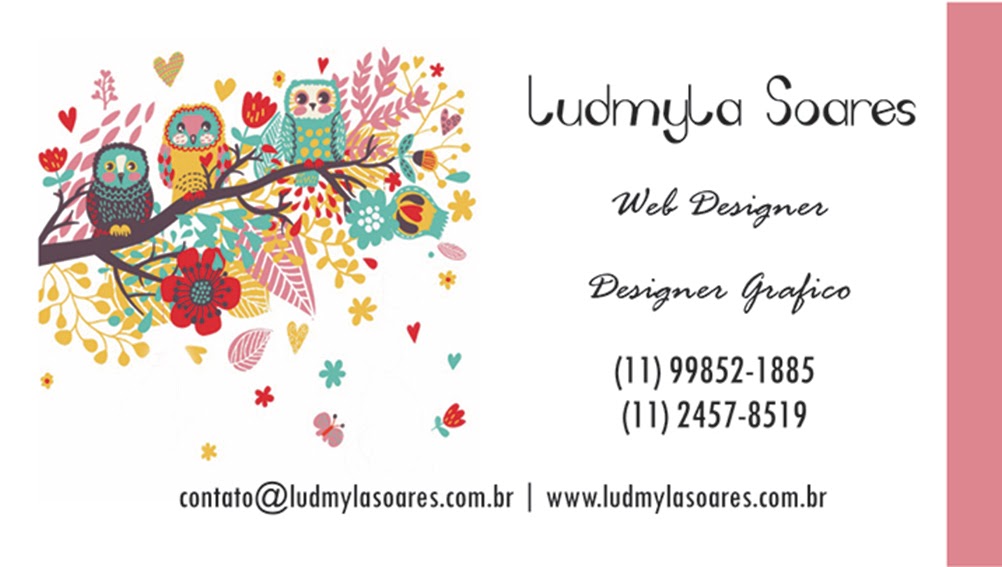 Ludmyla Soares
Web Designer
Designer Grafico
(11) 99852-1885
(11) 2457-8519
contato@ludmylasoares.com.br | www.ludmylasoares.com.br